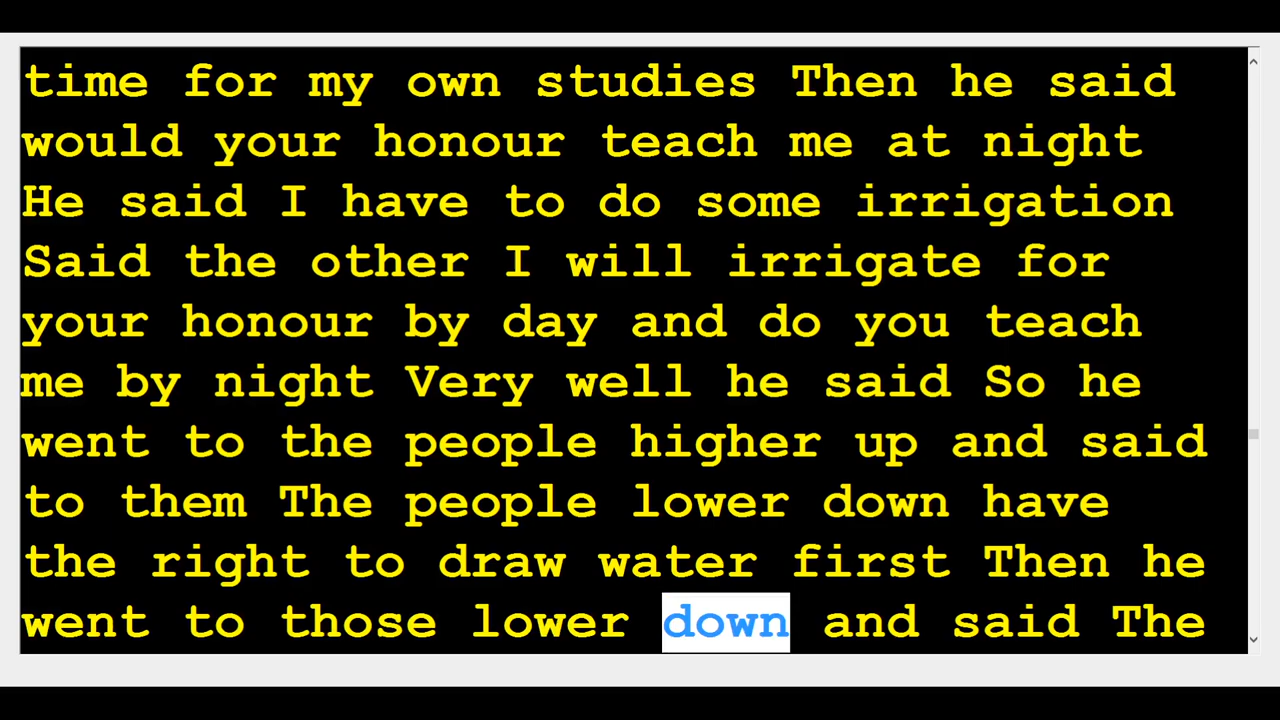 time for my own studies Then he said
would your honour teach me at night
He said I have to do some irrigation
Said the other I will irrigate for
your honour by day and do you teach
me by night Very well he said So he
went to the people higher up and said
to them The people lower down have
the right to draw water first Then he
went to those lower down and said The